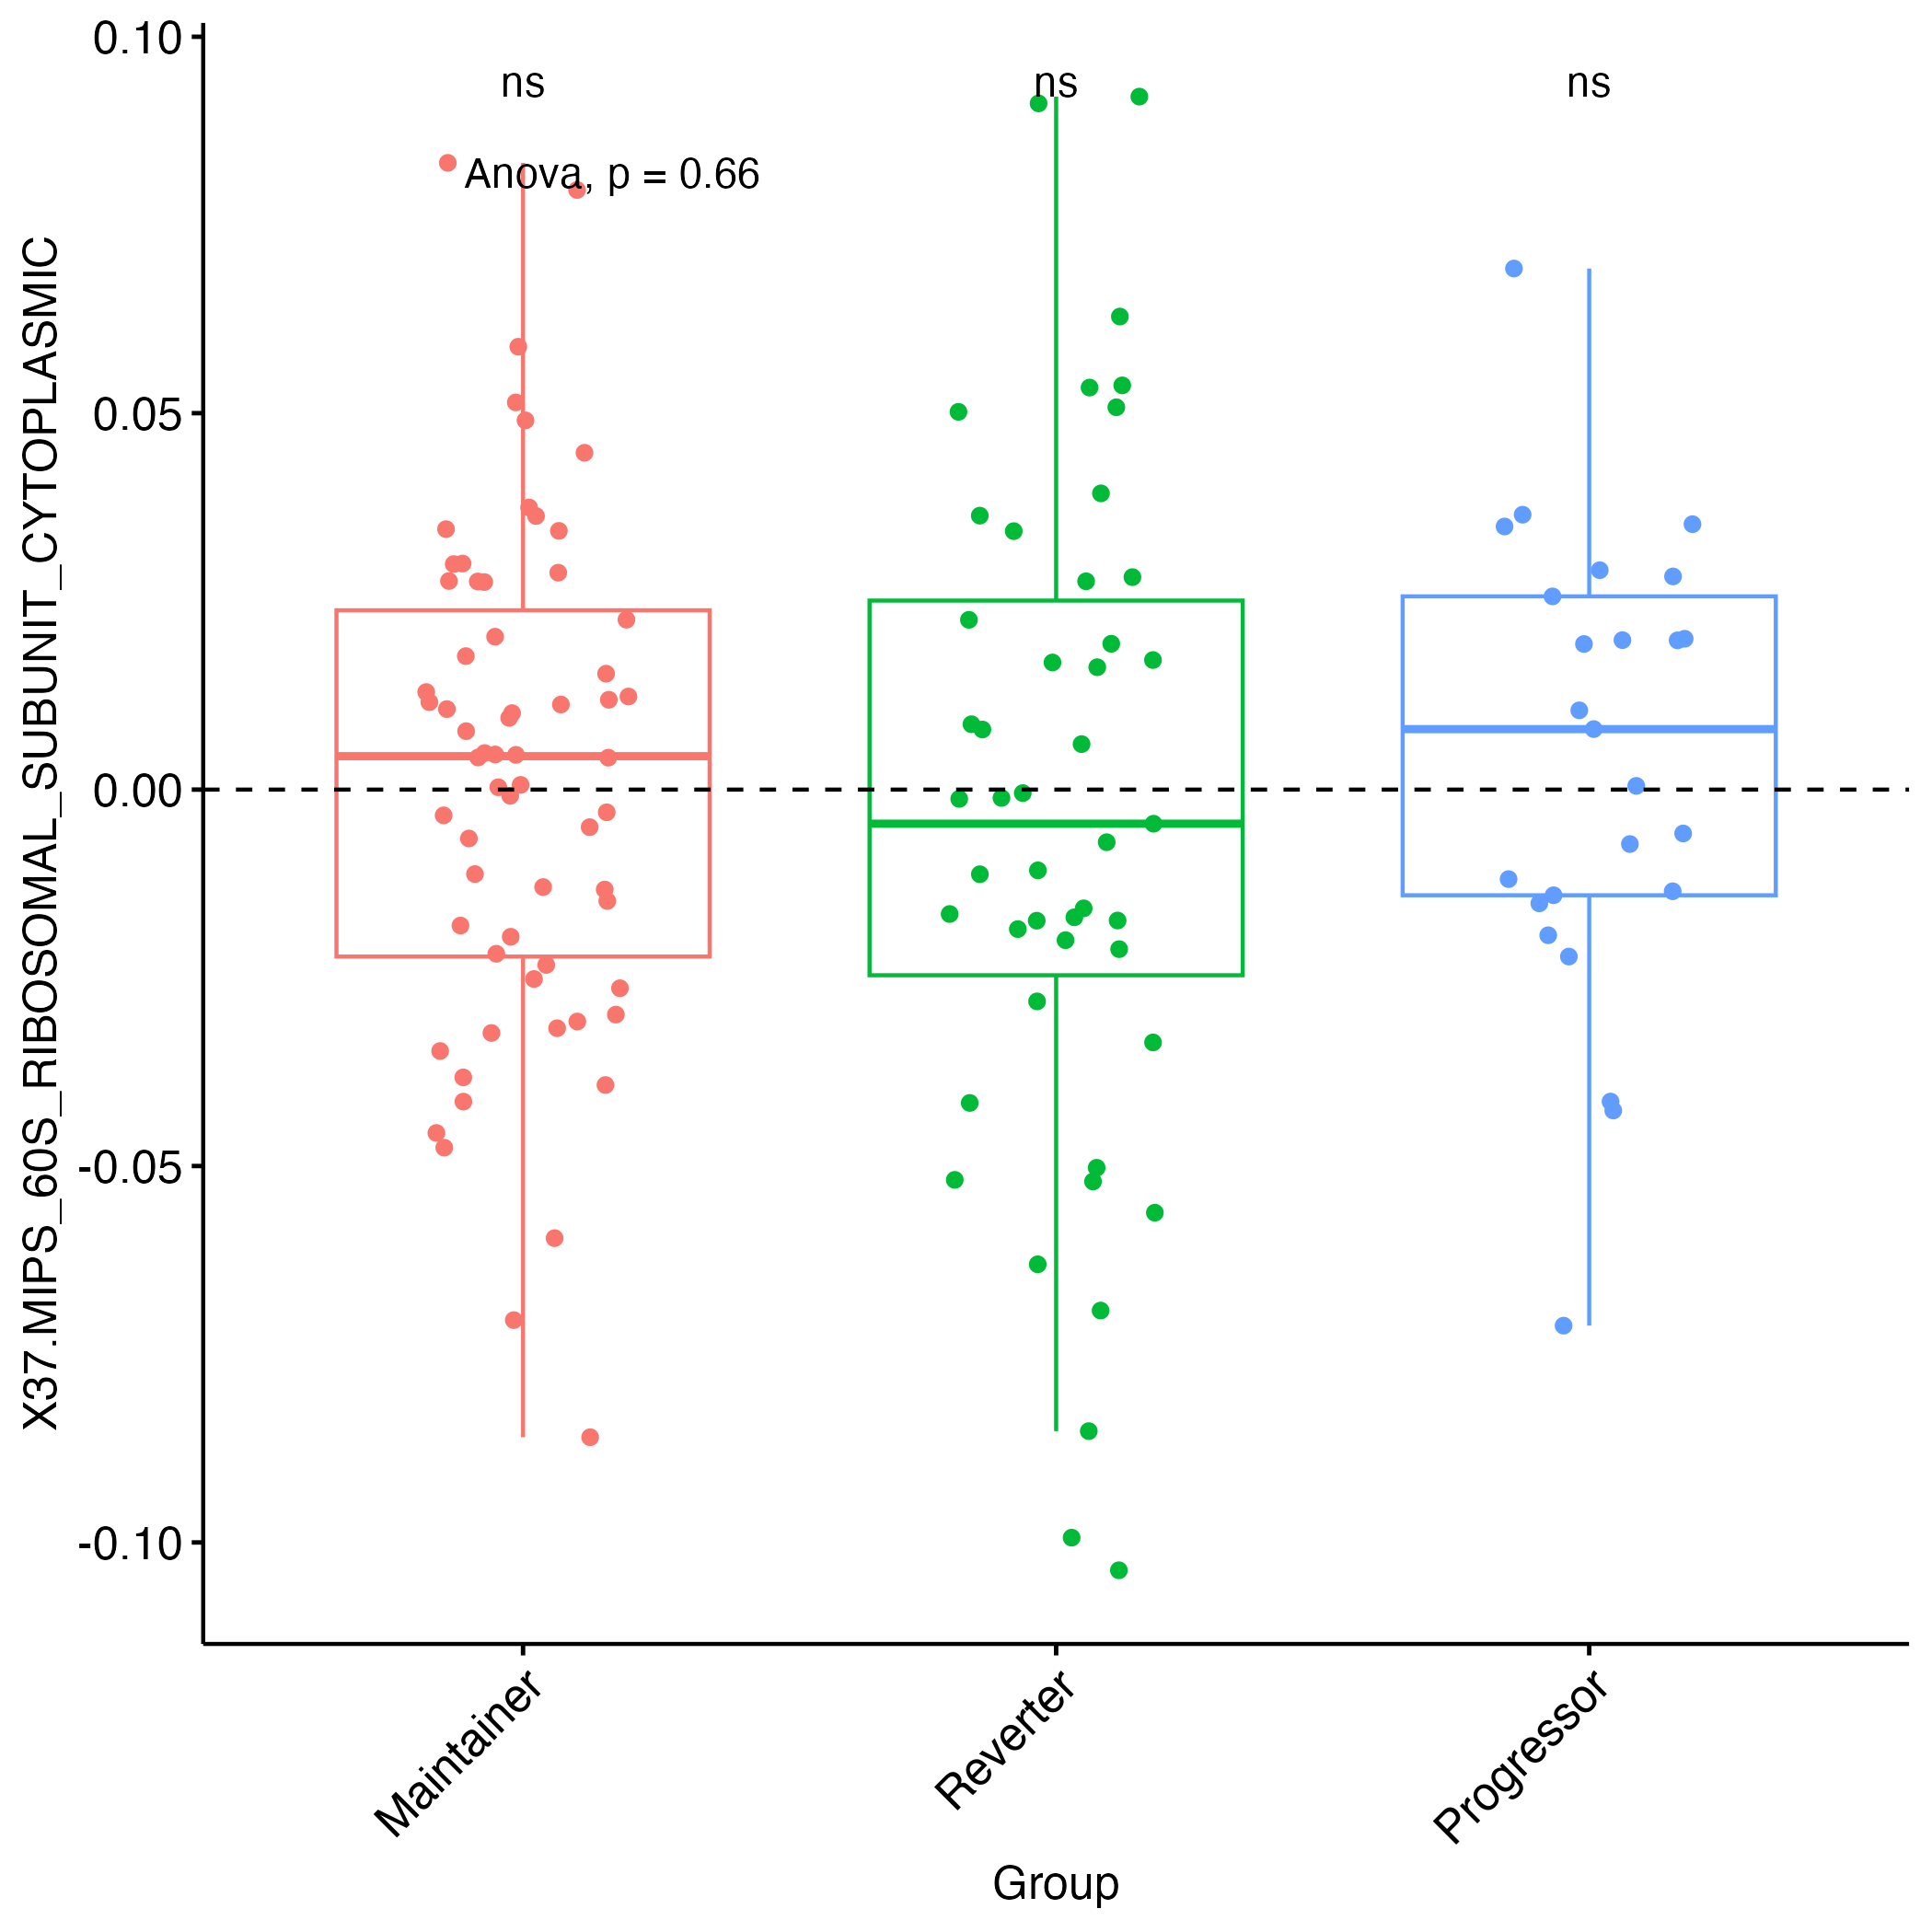 0.10
0.05
0.00
-0.05
-0.10
X37.MIPS_60S_RIBOSOMAL_SUBUNIT_CYTOPLASMIC
ns
ns
ns
Anova, p = 0.66
Maintainer
Reverter
Progressor
Group